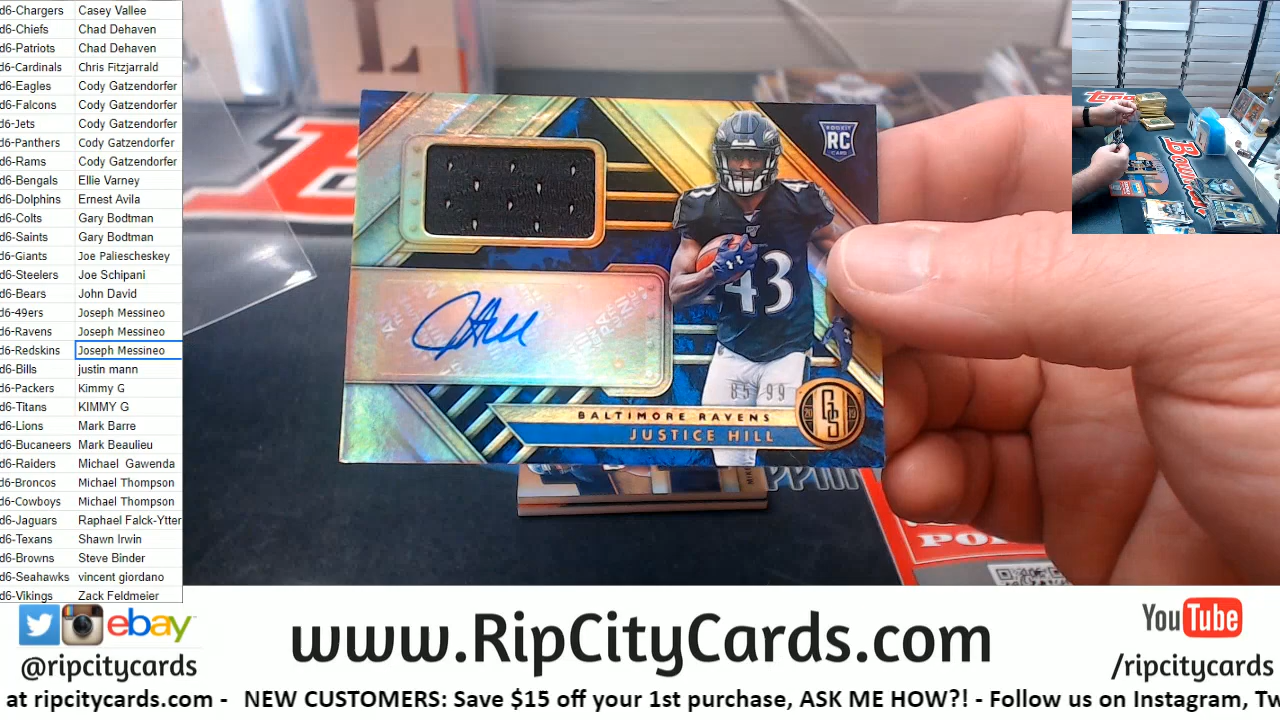 d6-Chargers Casey Vallee
d6-Chiefs Chad Dehaven
d6-Patriots Chad Dehaven
d6-Cardinals Chris Fitzjarrald
d6-Eagles Cody Gatzendorfer
d6-Falcons Cody Gatzendorfer
d6-Jets Cody Gatzendorfer
d6-Panthers Cody Gatzendorfer
d6-Rams Cody Gatzendorfer
d6-Bengals Ellie Varney
d6-Dolphins Ernest Avila
d6-Colts Gary Bodtman
d6-Saints Gary Bodtman
d6-Giants Joe Paliescheskey
d6-Steelers Joe Schipani
d6-Bears John David
d6-49ers Joseph Messineo
d6-Ravens Joseph Messineo
d6-Redskins Joseph Messineo
d6-Bills justin mann
d6-Packers Kimmy G
d6-Titans KIMMY G
d6-Lions Mark Barre
d6-Bucaneers Mark Beaulieu
d6-Raiders Michael Gawenda
d6-Broncos Michael Thompson
d6-Cowboys Michael Thompson
d6-Jaguars Raphael Falck-Ytter
d6-Texans Shawn Irwin
d6-Browns Steve Binder
d6-Seahawks vincent giordano
d6-Vikings Zack Feldmeier
ROOKIE
RC
CARD
43
85/99
BALTIMORE RAVENS
JUSTICE HILL
20 GS 19
Bowman
ebay
@ripcitycards
www.RipCityCards.com
YouTube
/ripcitycards
at ripcitycards.com - NEW CUSTOMERS: Save $15 off your 1st purchase, ASK ME HOW?! - Follow us on Instagram, Tw